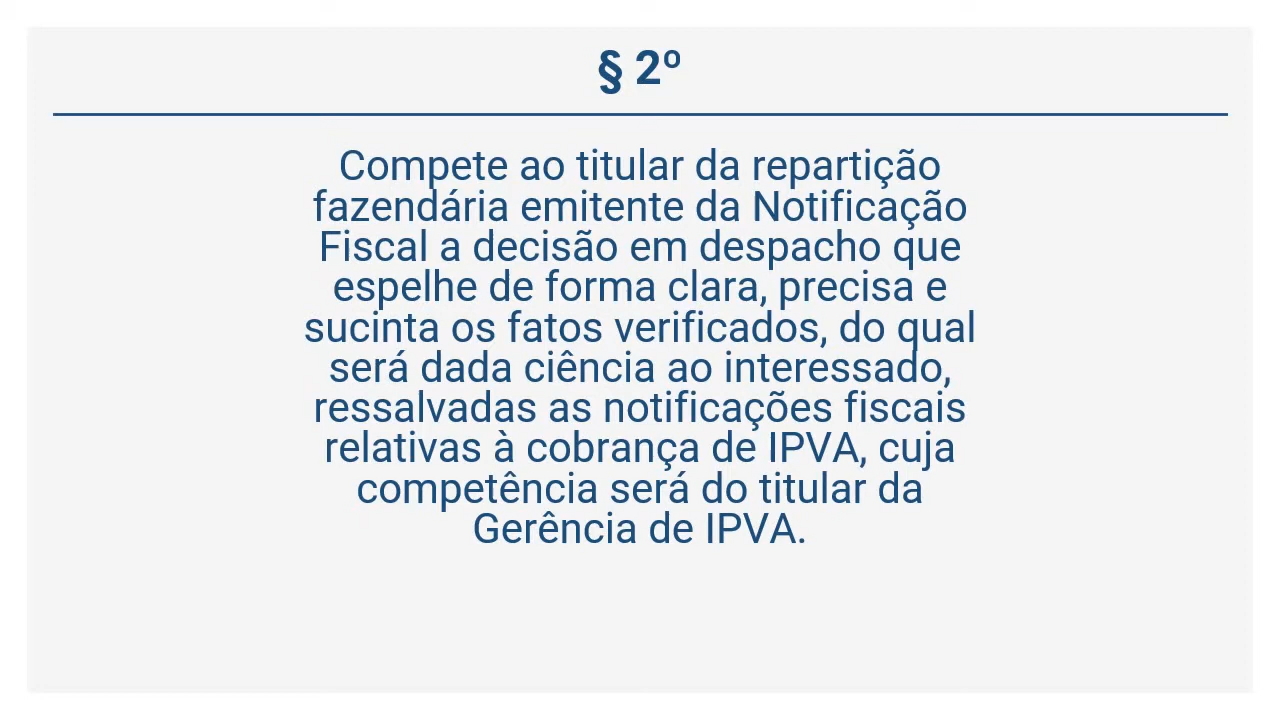 § 2º
Compete ao titular da repartição
fazendária emitente da Notificação
Fiscal a decisão em despacho que
espelhe de forma clara, precisa e
sucinta os fatos verificados, do qual
será dada ciência ao interessado,
ressalvadas as notificações fiscais
relativas à cobrança de IPVA, cuja
competência será do titular da
Gerência de IPVA.